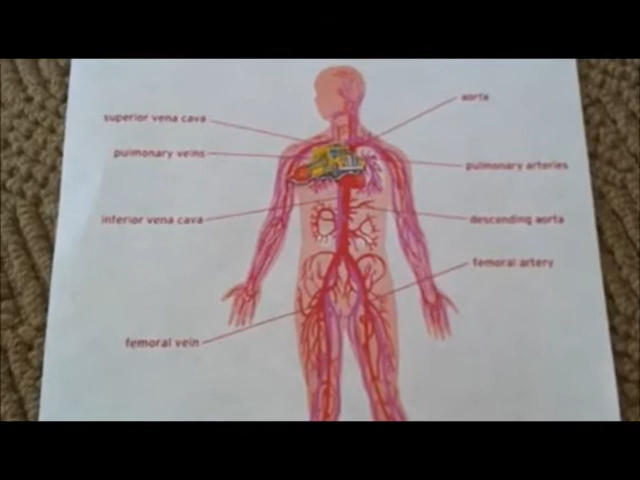 aorta
superior vena cava
pulmonary veins
pulmonary arteries
inferior vena cava
descending aorta
femoral artery
femoral vein